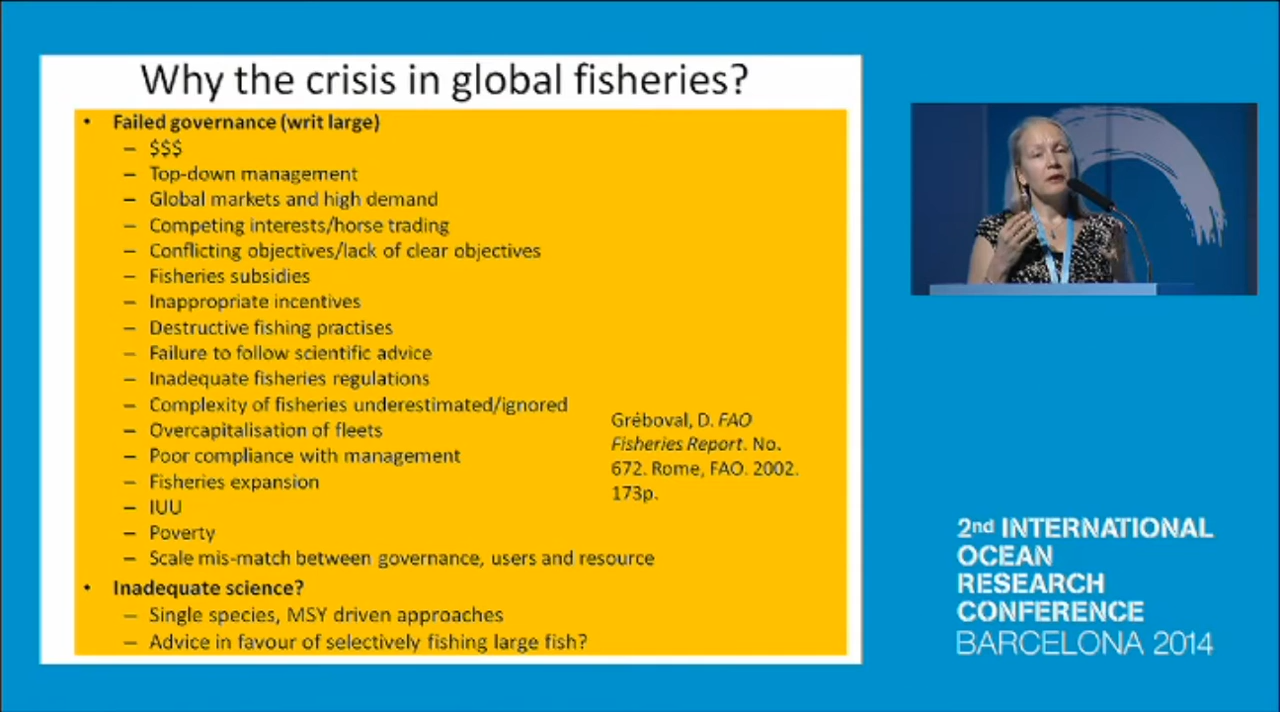 Why the crisis in global fisheries?
• Failed governance (writ large)
– $$$
– Top-down management
– Global markets and high demand
– Competing interests/horse trading
– Conflicting objectives/lack of clear objectives
– Fisheries subsidies
– Inappropriate incentives
– Destructive fishing practises
– Failure to follow scientific advice
– Inadequate fisheries regulations
– Complexity of fisheries underestimated/ignored
– Overcapitalisation of fleets
– Poor compliance with management
– Fisheries expansion
– IUU
– Poverty
– Scale mis-match between governance, users and resource
• Inadequate science?
– Single species, MSY driven approaches
– Advice in favour of selectively fishing large fish?
Gréboval, D. FAO
Fisheries Report. No.
672. Rome, FAO. 2002.
173p.
2nd INTERNATIONAL
OCEAN
RESEARCH
CONFERENCE
BARCELONA 2014